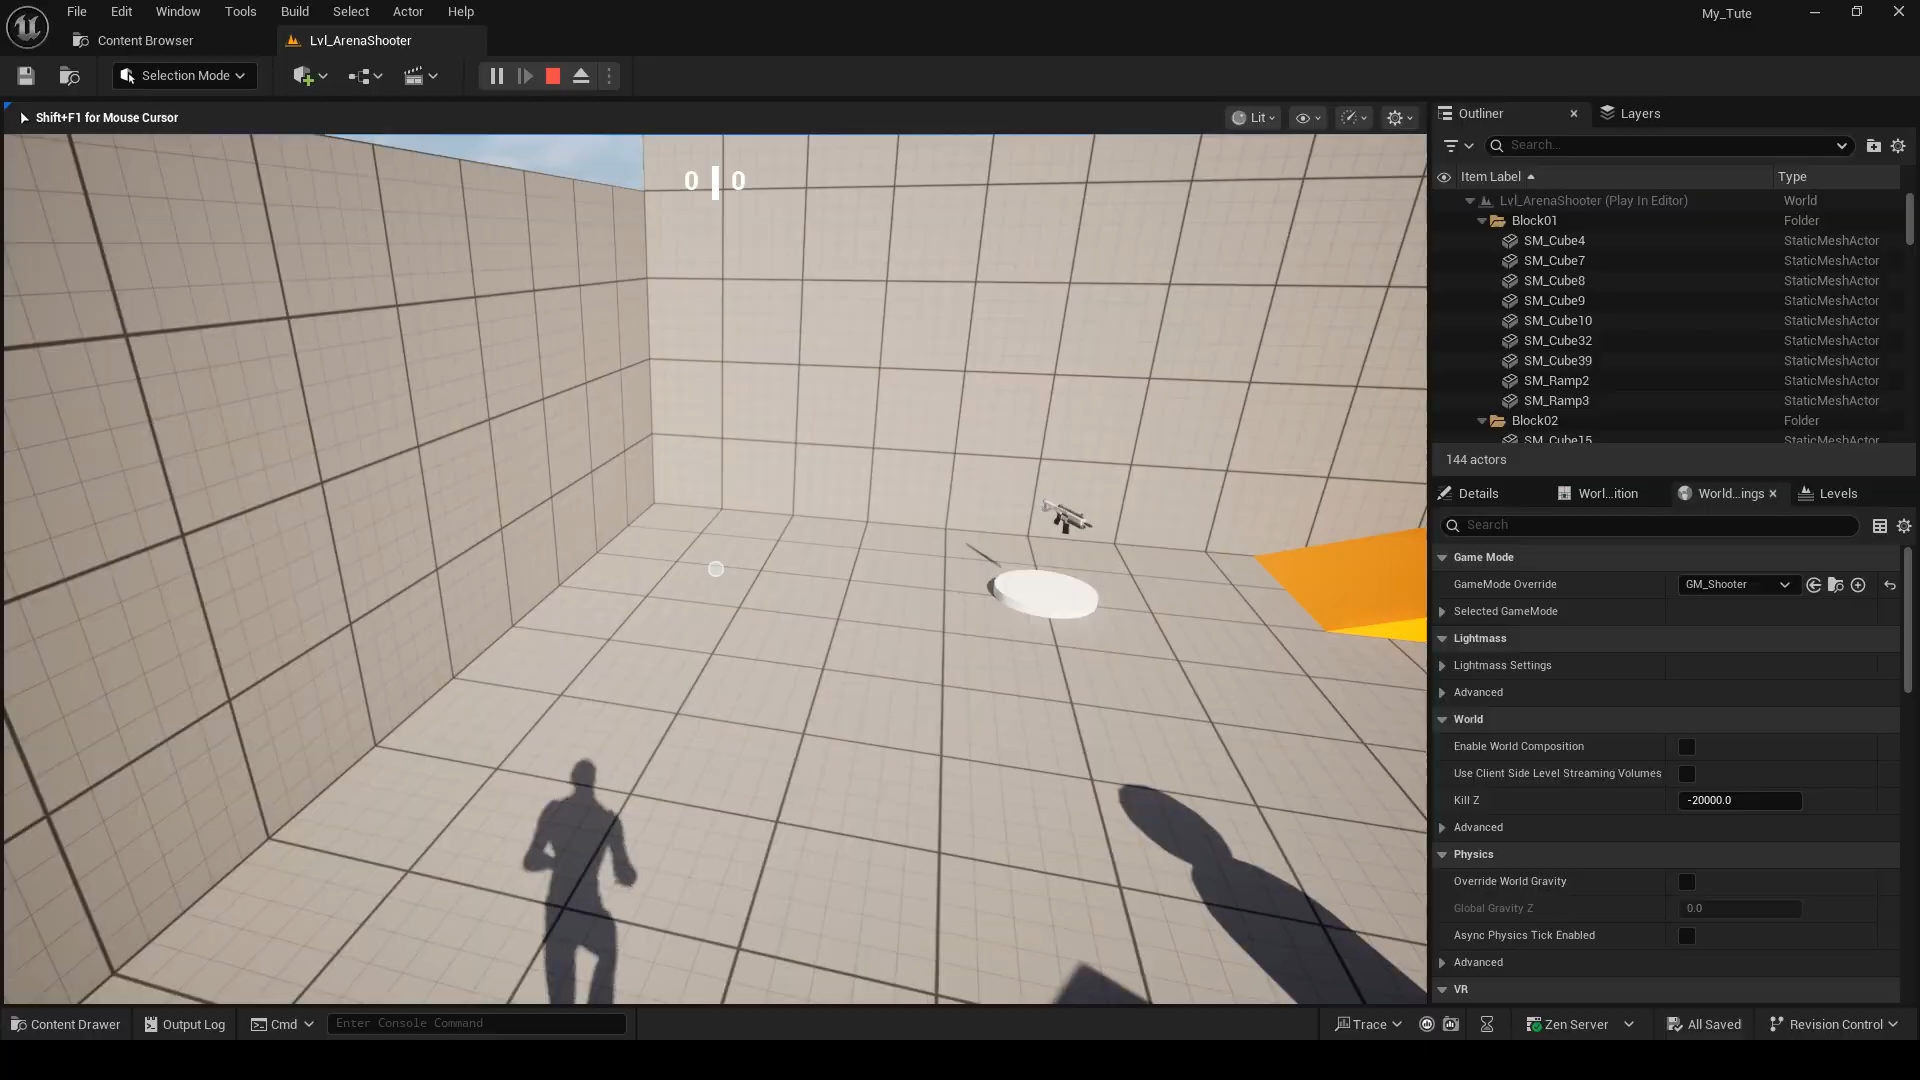 File Edit Window Tools Build Select Actor Help
My_Tute
Content Browser
Lvl_ArenaShooter
Selection Mode
Shift+F1 for Mouse Cursor
Lit
0 0
Outliner
Layers
Search...
Item Label Type
Lvl_ArenaShooter (Play In Editor) World
Block01 Folder
SM_Cube4 StaticMeshActor
SM_Cube7 StaticMeshActor
SM_Cube8 StaticMeshActor
SM_Cube9 StaticMeshActor
SM_Cube10 StaticMeshActor
SM_Cube32 StaticMeshActor
SM_Cube39 StaticMeshActor
SM_Ramp2 StaticMeshActor
SM_Ramp3 StaticMeshActor
Block02 Folder
SM_Cube15 StaticMeshActor
144 actors
Details Worl...ition World...ings Levels
Search
Game Mode
GameMode Override GM_Shooter
Selected GameMode
Lightmass
Lightmass Settings
Advanced
World
Enable World Composition
Use Client Side Level Streaming Volumes
Kill Z -20000.0
Advanced
Physics
Override World Gravity
Global Gravity Z 0.0
Async Physics Tick Enabled
Advanced
VR
Content Drawer Output Log Cmd Enter Console Command Trace Zen Server All Saved Revision Control